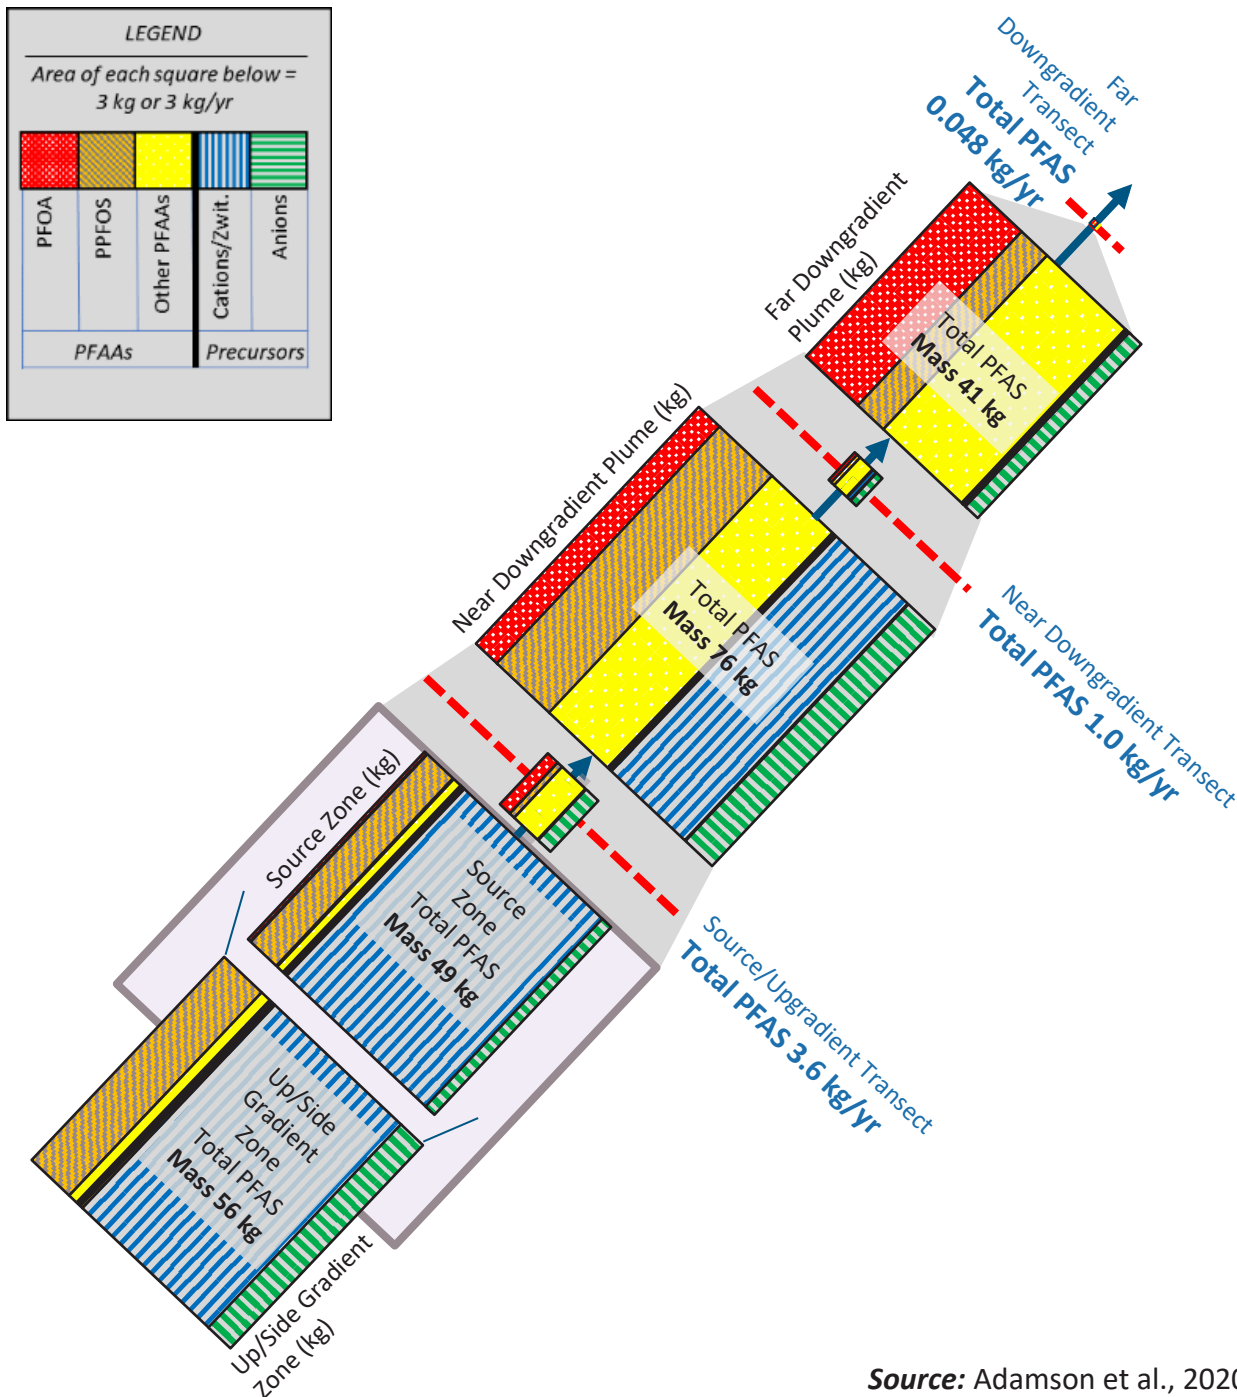 LEGEND
Area of each square below =
3 kg or 3 kg/yr
PFOA
PPFOS
Other PFAAs
Cations/Zwit.
Anions
PFAAs
Precursors
Far
Downgradient
Transect
Total PFAS
0.048 kg/yr
Far Downgradient
Plume (kg)
Total PFAS
Mass 41 kg
Near Downgradient Plume (kg)
Total PFAS
Mass 76 kg
Near Downgradient Transect
Total PFAS 1.0 kg/yr
Source Zone (kg)
Source
Zone
Total PFAS
Mass 49 kg
Source/Upgradient Transect
Total PFAS 3.6 kg/yr
Up/Side
Gradient
Zone
Total PFAS
Mass 56 kg
Up/Side Gradient
Zone (kg)
Source: Adamson et al., 2020